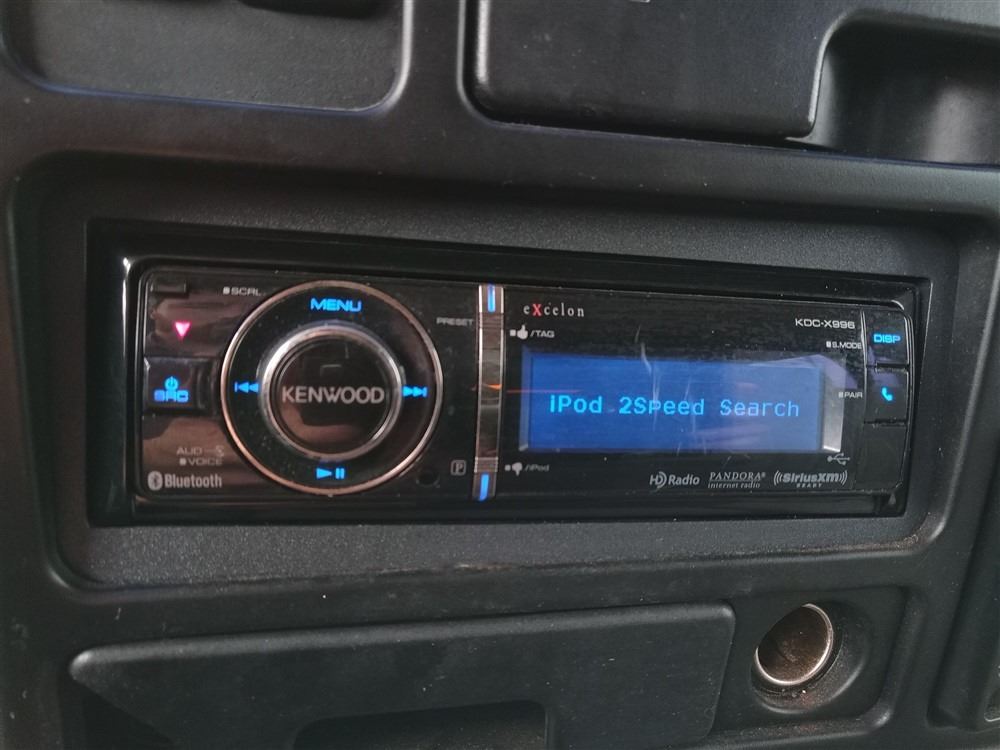 SCRL
MENU
PRESET
eXcelon
/TAG
KDC-X996
S.MODE
DISP
SRC
KENWOOD
iPod 2Speed Search
PAIR
AUD
VOICE
Bluetooth
P
/iPod
HD Radio
PANDORA®
internet radio
((SiriusXm))
READY